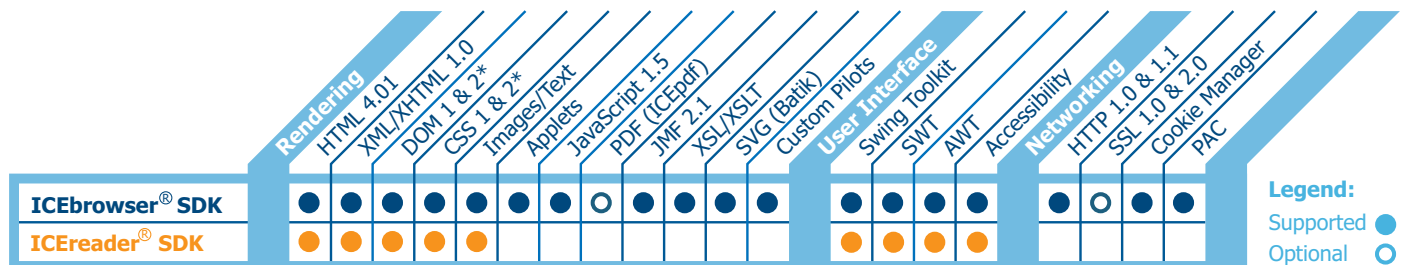 Rendering
HTML 4.01
XML/XHTML 1.0
DOM 1 & 2*
CSS 1 & 2*
Images/Text
Applets
JavaScript 1.5
PDF (ICEpdf)
JMF 2.1
XSL/XSLT
SVG (Batik)
Custom Pilots
User Interface
Swing Toolkit
SWT
AWT
Accessibility
Networking
HTTP 1.0 & 1.1
SSL 1.0 & 2.0
Cookie Manager
PAC
ICEbrowser® SDK
ICEreader® SDK
Legend:
Supported
Optional